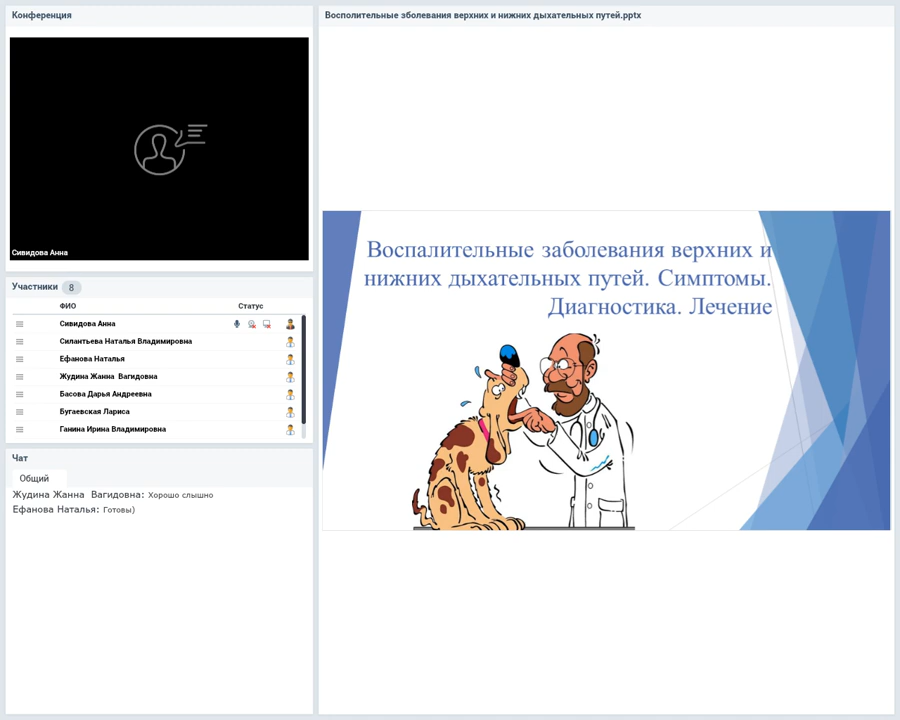 Конференция
Сивидова Анна
Участники 8
ФИО Статус
Сивидова Анна
Силантьева Наталья Владимировна
Ефанова Наталья
Жудина Жанна Вагидовна
Басова Дарья Андреевна
Бугаевская Лариса
Ганина Ирина Владимировна
Чат
Общий
Жудина Жанна Вагидовна: Хорошо слышно
Ефанова Наталья: Готовы)
Восполительные зболевания верхних и нижних дыхательных путей.pptx
Воспалительные заболевания верхних и
нижних дыхательных путей. Симптомы.
Диагностика. Лечение